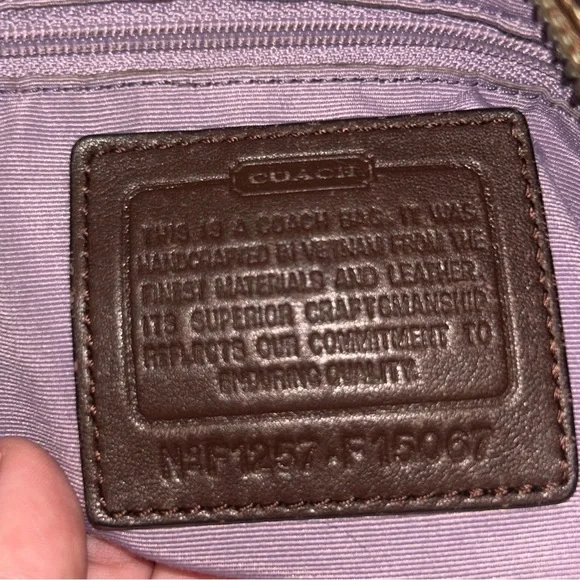 COACH
THIS IS A COACH BAG. IT WAS
HANDCRAFTED IN VIETNAM FROM THE
FINEST MATERIALS AND LEATHER.
ITS SUPERIOR CRAFTSMANSHIP
REFLECTS OUR COMMITMENT TO
ENDURING QUALITY.
No F1257-F15067